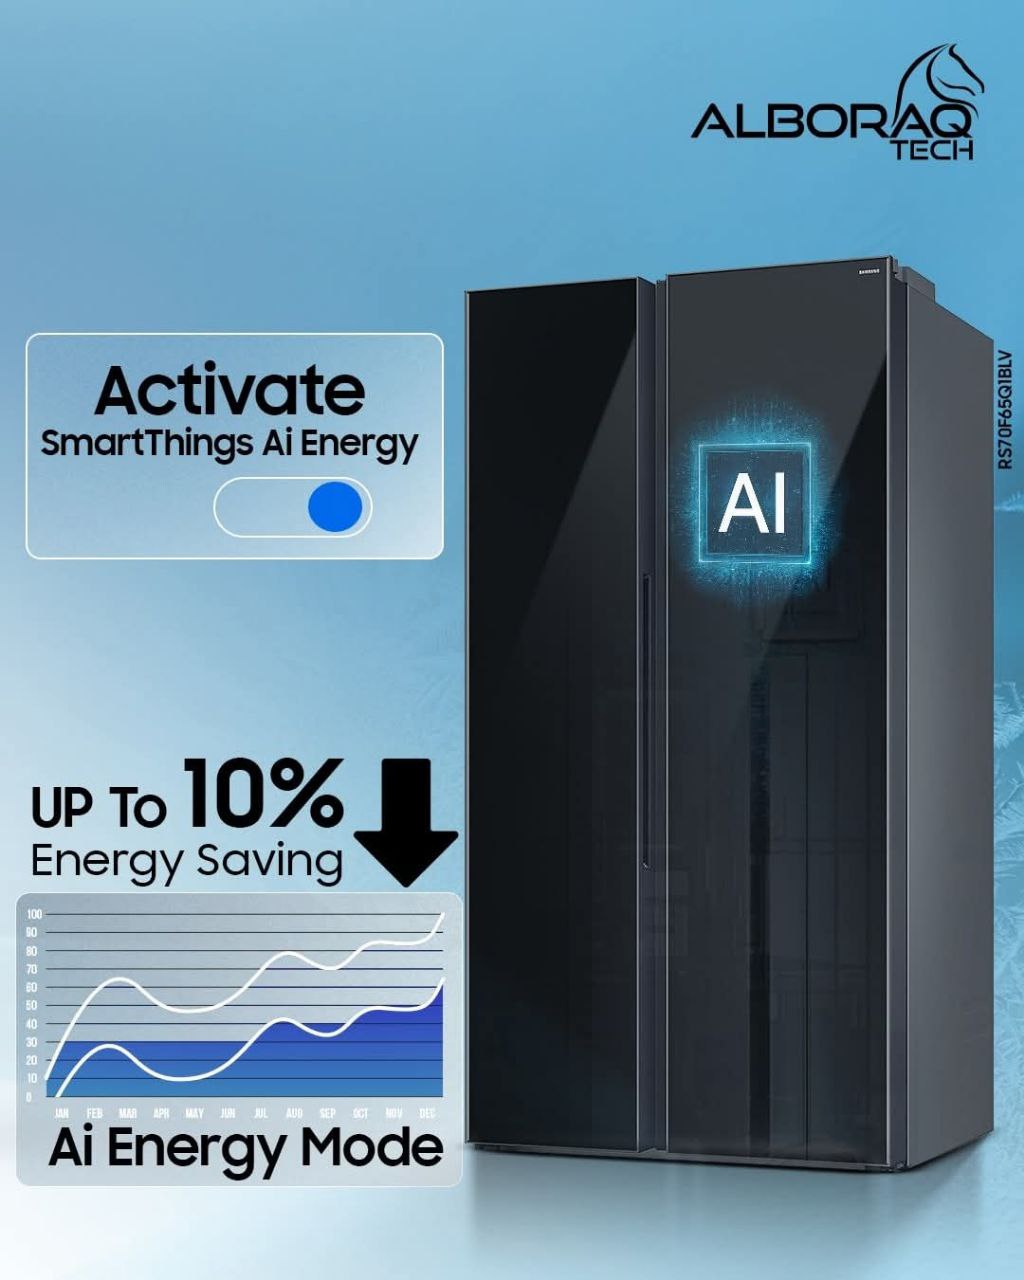 ALBORAQ
TECH
SAMSUNG
RS70F65Q1BLV
Activate
SmartThings Ai Energy
AI
UP To 10%
Energy Saving
100
90
80
70
60
50
40
30
20
10
0
JAN FEB MAR APR MAY JUN JUL AUG SEP OCT NOV DEC
Ai Energy Mode